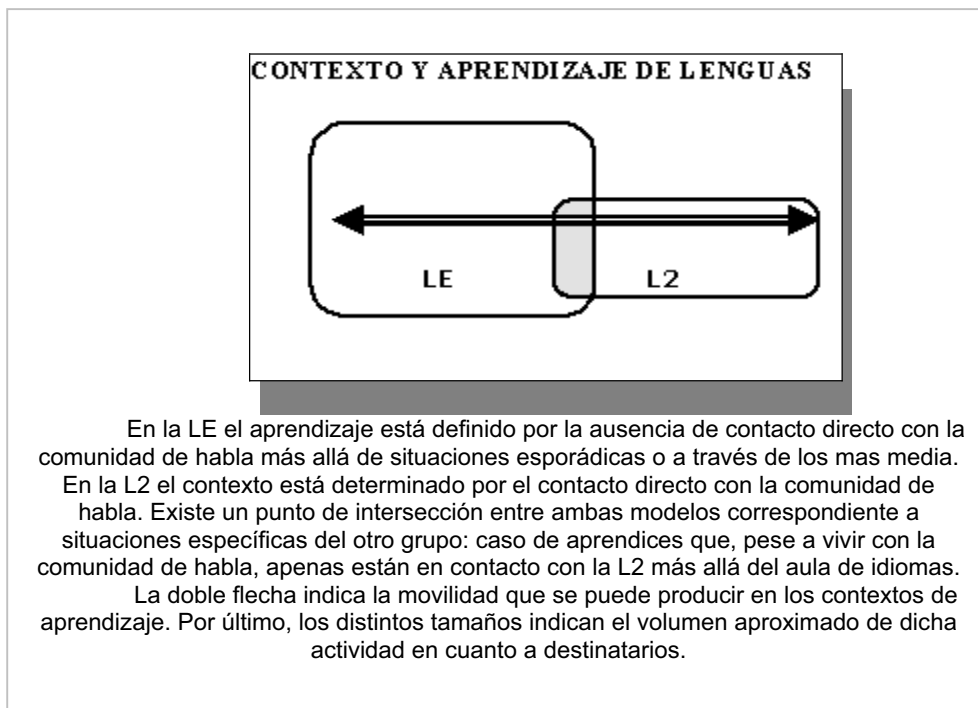 CONTEXTO Y APRENDIZAJE DE LENGUAS
LE
L2
En la LE el aprendizaje está definido por la ausencia de contacto directo con la
comunidad de habla más allá de situaciones esporádicas o a través de los mas media.
En la L2 el contexto está determinado por el contacto directo con la comunidad de
habla. Existe un punto de intersección entre ambas modelos correspondiente a
situaciones específicas del otro grupo: caso de aprendices que, pese a vivir con la
comunidad de habla, apenas están en contacto con la L2 más allá del aula de idiomas.
La doble flecha indica la movilidad que se puede producir en los contextos de
aprendizaje. Por último, los distintos tamaños indican el volumen aproximado de dicha
actividad en cuanto a destinatarios.